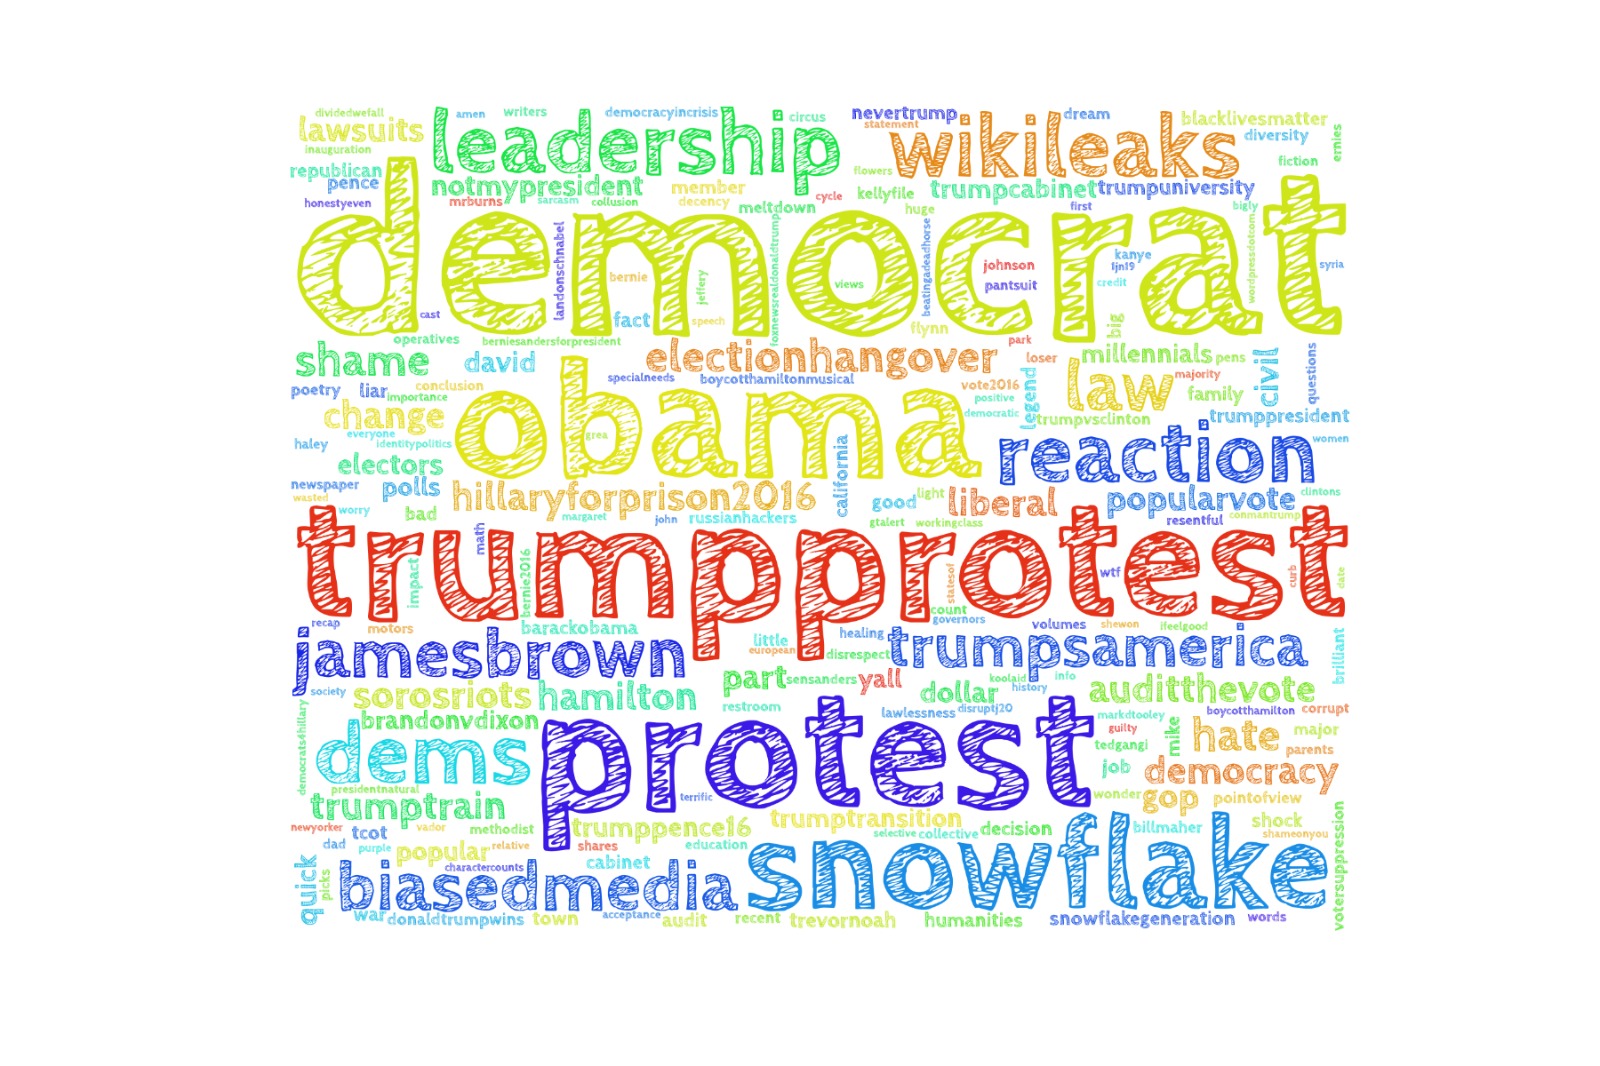 dividedwefall amen writers democracyincrisis circus nevertrump dream blacklivesmatter
lawsuits leadership statement wikileaks diversity ernies
inauguration flowers fiction
republican pence notmypresident member cycle kellyfile trumpcabinet trumpuniversity
honestyeven mrburns sarcasm collusion decency meltdown huge first bigly
democrat
landonschnabel bernie jeffery foxnewsrealdonaldtrump views beatingadeadhorse johnson kanye ljn19 wordpressdotcom syria
pantsuit credit
cast fact speech flynn big
operatives berniesandersforpresident park
shame david electionhangover loser millennials pens civil questions
poetry liar conclusion specialneeds boycotthamiltonmusical vote2016 legend law majority
importance positive family
change obama democratic trumpvsclinton trumppresident
everyone
haley identitypolitics grea california reaction women
electors
newspaper polls hillaryforprison2016 good light liberal popularvote clintons
wasted
worry bad margaret john russianhackers gtalert workingclass resentful conmantrump
trumpprotest
math impact bernie2016 statesof wtf curb date
count
recap motors barackobama governors volumes shewon ifeelgood
jamesbrown little healing trumpsamerica brilliant
european disrespect
society sorosriots hamilton part sensanders yall dollar koolaid info auditthevote
history
restroom
democrats4hillary brandonvdixon lawlessness disruptj20 markdtooley boycotthamilton corrupt
dems protest guilty mike hate major
tedgangi parents
job democracy
presidentnatural terrific wonder gop pointofview
trumptrain
newyorker tcot vador methodist trumppence16 trumptransition decision billmaher shock votersuppression
selective collective shameonyou
dad purple popular relative shares education snowflake
quick picks charactercounts cabinet
biasedmedia
war donaldtrumpwins town acceptance audit recent trevornoah humanities snowflakegeneration words